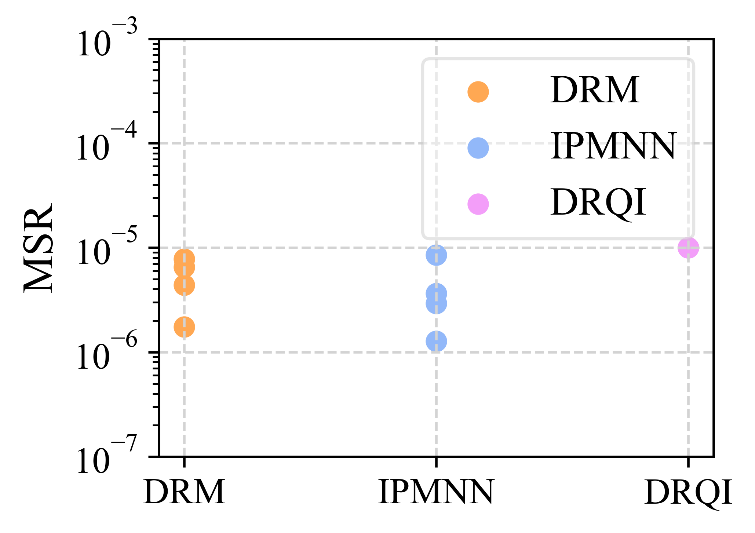 10⁻³
10⁻⁴
10⁻⁵
10⁻⁶
10⁻⁷
MSR
DRM
IPMNN
DRQI
DRM
IPMNN
DRQI